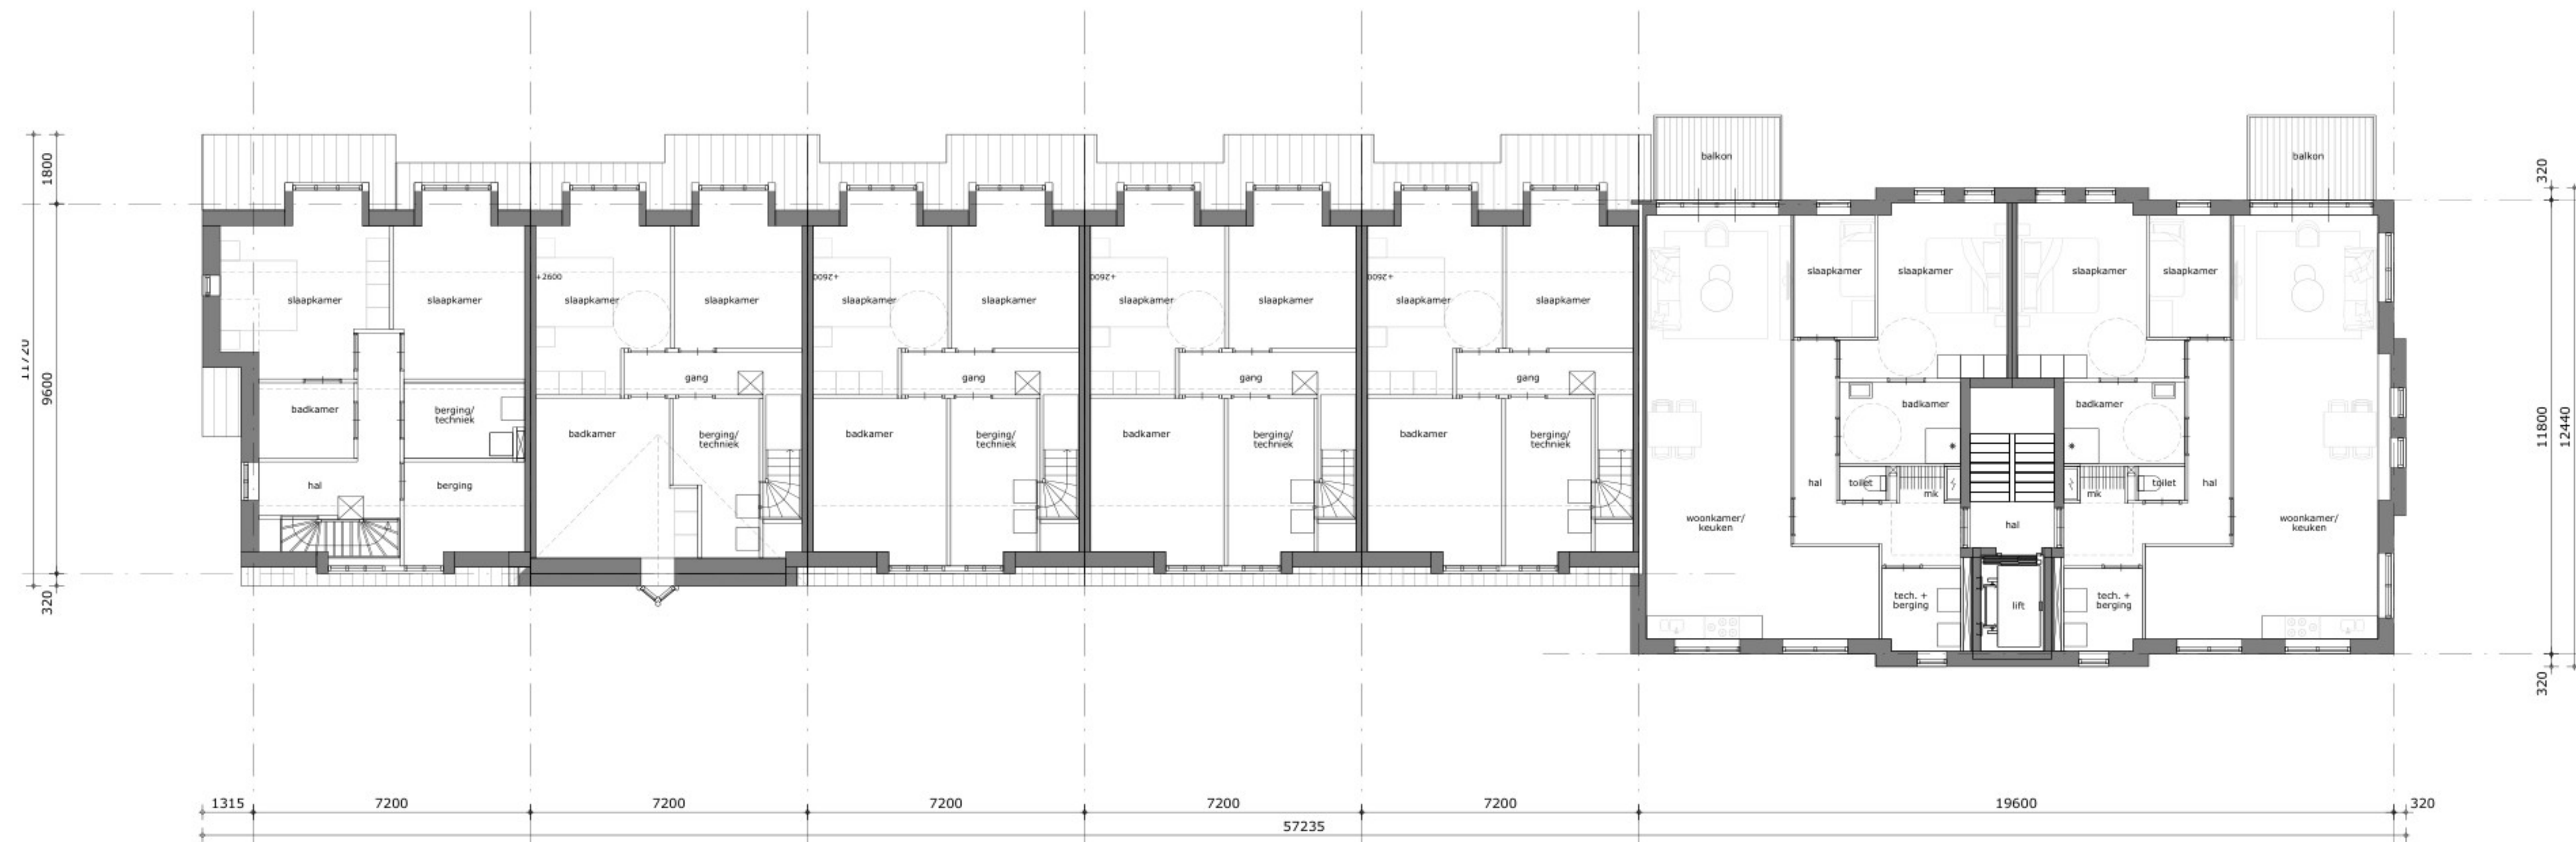 balkon
balkon
1800
320
slaapkamer
slaapkamer
slaapkamer
slaapkamer
+2600
+2600
+2600
+2600
slaapkamer
slaapkamer
slaapkamer
slaapkamer
slaapkamer
slaapkamer
slaapkamer
slaapkamer
slaapkamer
slaapkamer
11720
9600
gang
gang
gang
gang
badkamer
berging/
techniek
badkamer
badkamer
badkamer
berging/
techniek
badkamer
berging/
techniek
badkamer
berging/
techniek
badkamer
berging/
techniek
11800
12440
hal
berging
hal
toilet
mk
mk
toilet
hal
woonkamer/
keuken
hal
woonkamer/
keuken
320
tech. +
berging
lift
tech. +
berging
320
1315
7200
7200
7200
7200
7200
19600
320
57235